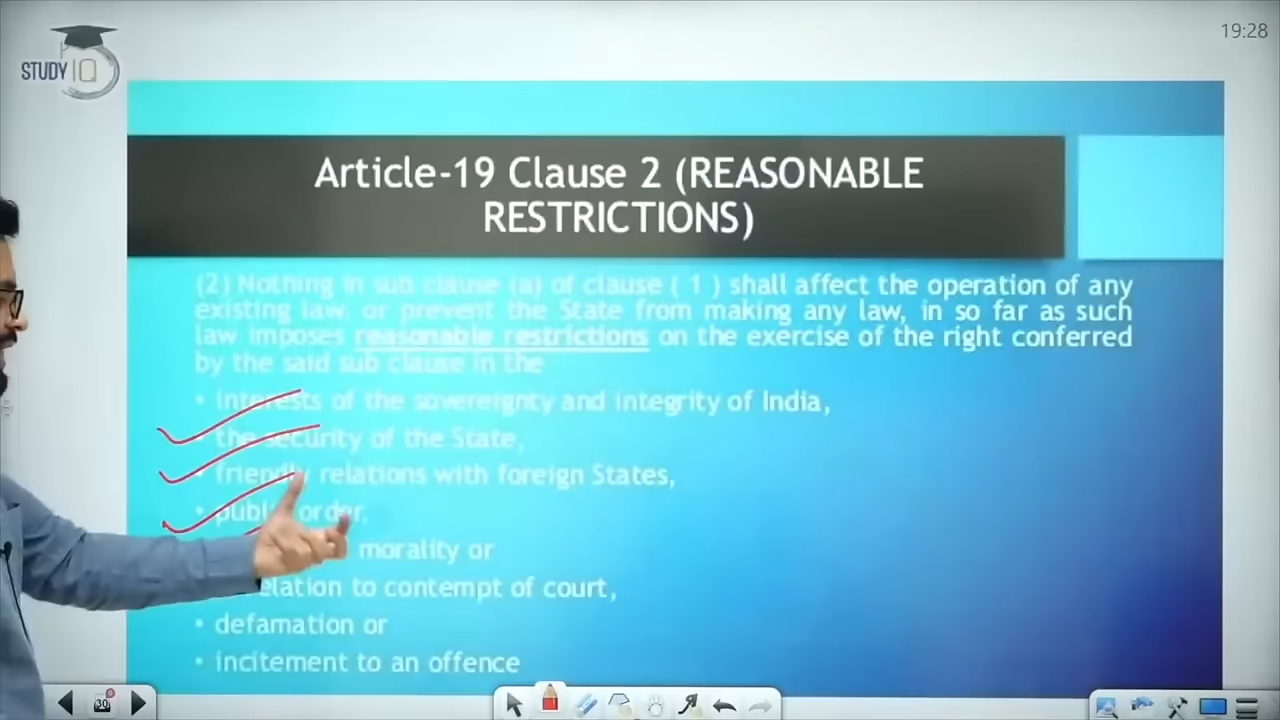 19:28
STUDY IQ
Article-19 Clause 2 (REASONABLE
RESTRICTIONS)
(2) Nothing in sub clause (a) of clause ( 1 ) shall affect the operation of any
existing law, or prevent the State from making any law, in so far as such
law imposes reasonable restrictions on the exercise of the right conferred
by the said sub clause in the
• interests of the sovereignty and integrity of India,
• the security of the State,
• friendly relations with foreign States,
• public order,
morality or
elation to contempt of court,
• defamation or
• incitement to an offence
30